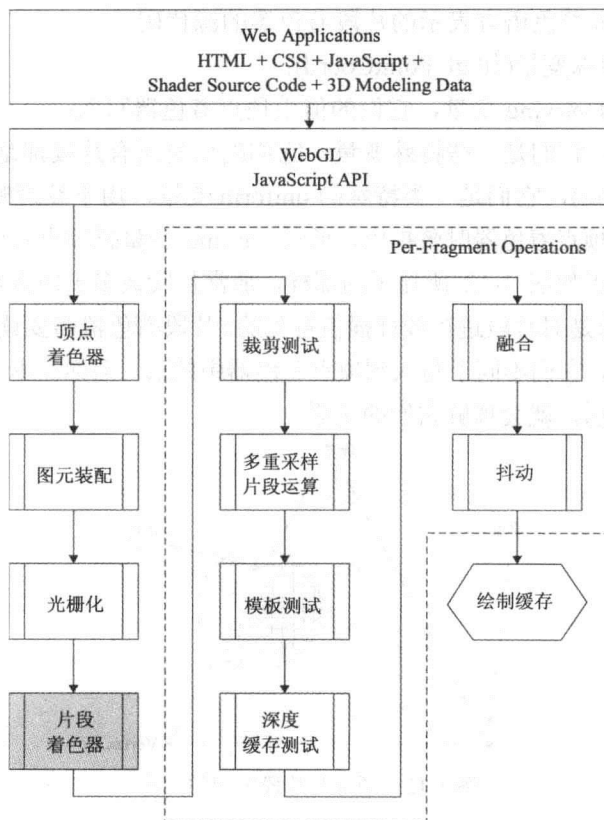 Web Applications
HTML + CSS + JavaScript +
Shader Source Code + 3D Modeling Data
WebGL
JavaScript API
Per-Fragment Operations
顶点
着色器
图元装配
光栅化
片段
着色器
裁剪测试
多重采样
片段运算
模板测试
深度
缓存测试
融合
抖动
绘制缓存